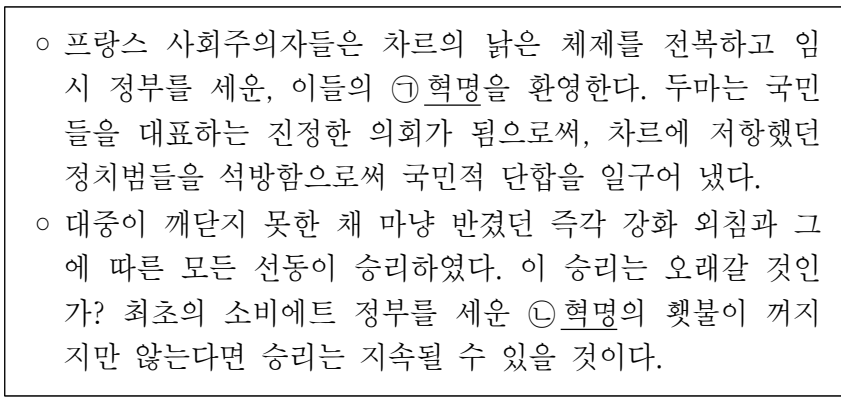 ○ 프랑스 사회주의자들은 차르의 낡은 체제를 전복하고 임
시 정부를 세운, 이들의 ㉠혁명을 환영한다. 두마는 국민
들을 대표하는 진정한 의회가 됨으로써, 차르에 저항했던
정치범들을 석방함으로써 국민적 단합을 일구어 냈다.
○ 대중이 깨닫지 못한 채 마냥 반겼던 즉각 강화 외침과 그
에 따른 모든 선동이 승리하였다. 이 승리는 오래갈 것인
가? 최초의 소비에트 정부를 세운 ㉡혁명의 횃불이 꺼지
지만 않는다면 승리는 지속될 수 있을 것이다.